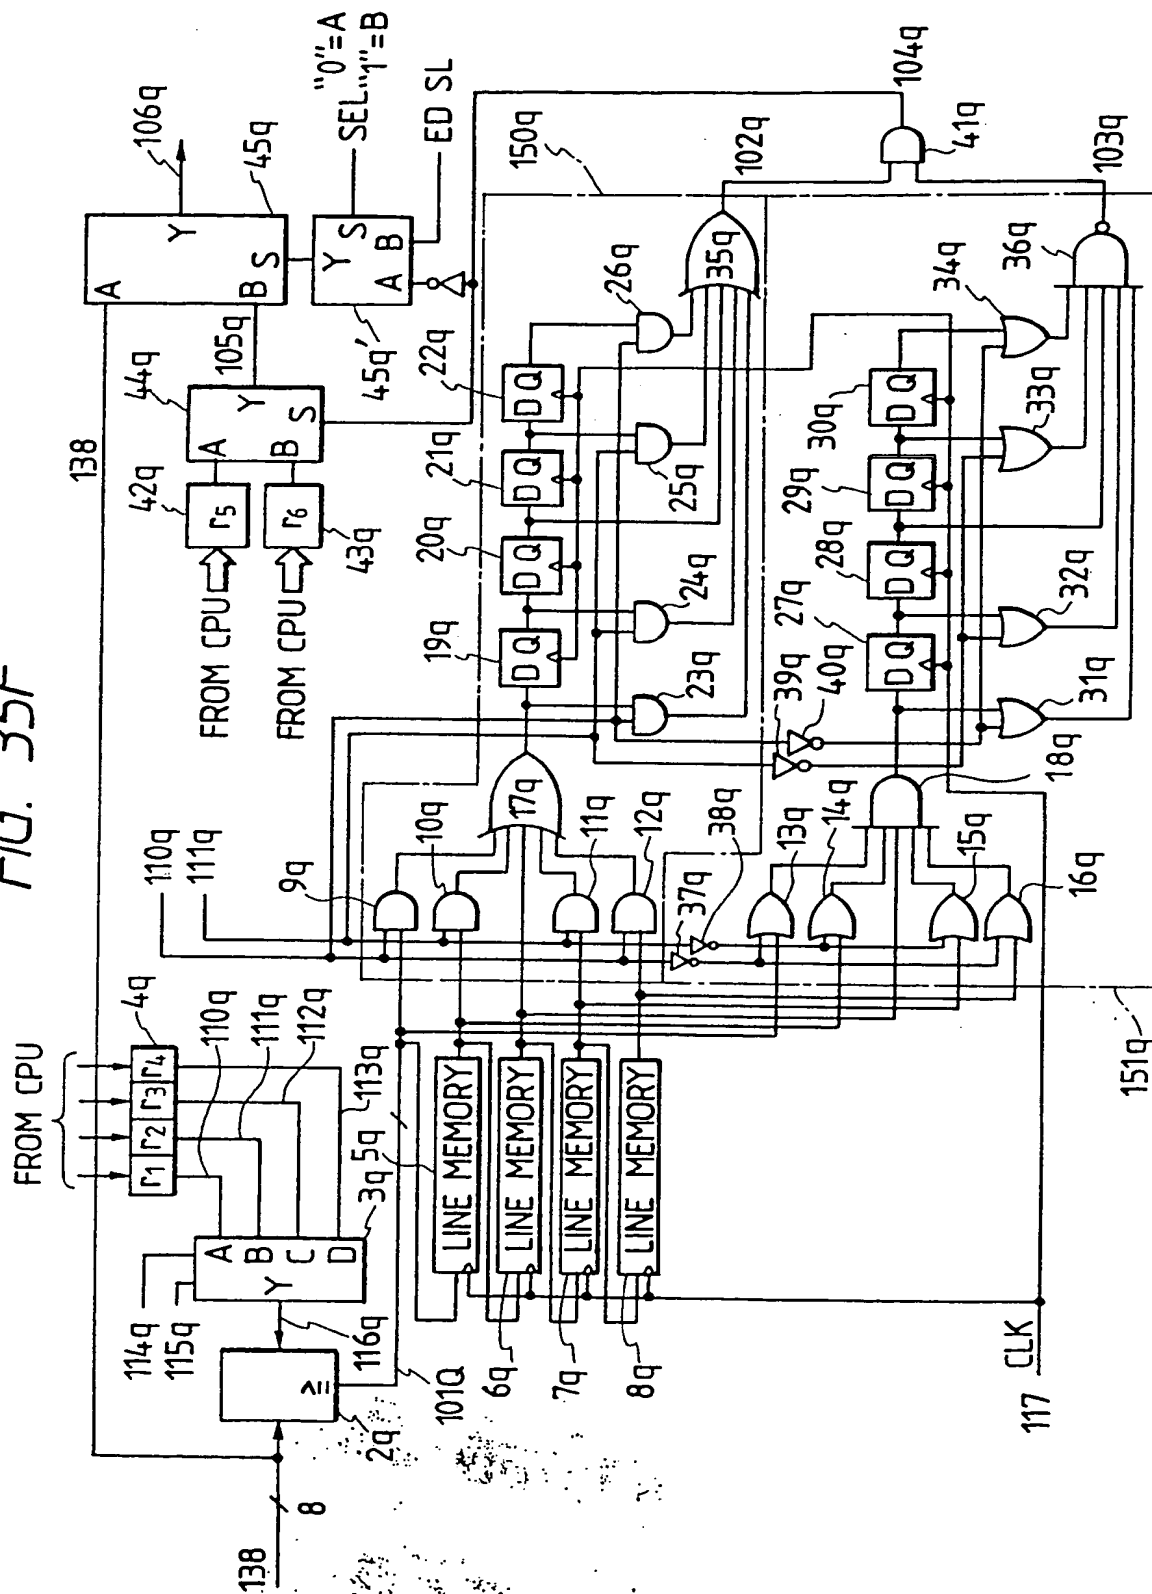 FIG. 35F
138
8
2q
≥
114q
115q
116q
Y
A
B
C
D
3q
FROM CPU
r1
r2
r3
r4
4q
110q
111q
112q
113q
101Q
5q
LINE MEMORY
6q
LINE MEMORY
7q
LINE MEMORY
8q
LINE MEMORY
117
CLK
138
110q
111q
9q
10q
11q
12q
17q
37q
38q
13q
14q
15q
16q
18q
151q
FROM CPU
r5
42q
FROM CPU
r6
43q
44q
A
B
Y
S
105q
A
B
Y
S
45q
106q
45q'
Y
S
A
B
SEL "0"=A
"1"=B
ED SL
19q
D Q
20q
D Q
21q
D Q
22q
D Q
23q
24q
25q
26q
35q
150q
102q
39q
40q
27q
D Q
28q
D Q
29q
D Q
30q
D Q
31q
32q
33q
34q
36q
103q
41q
104q